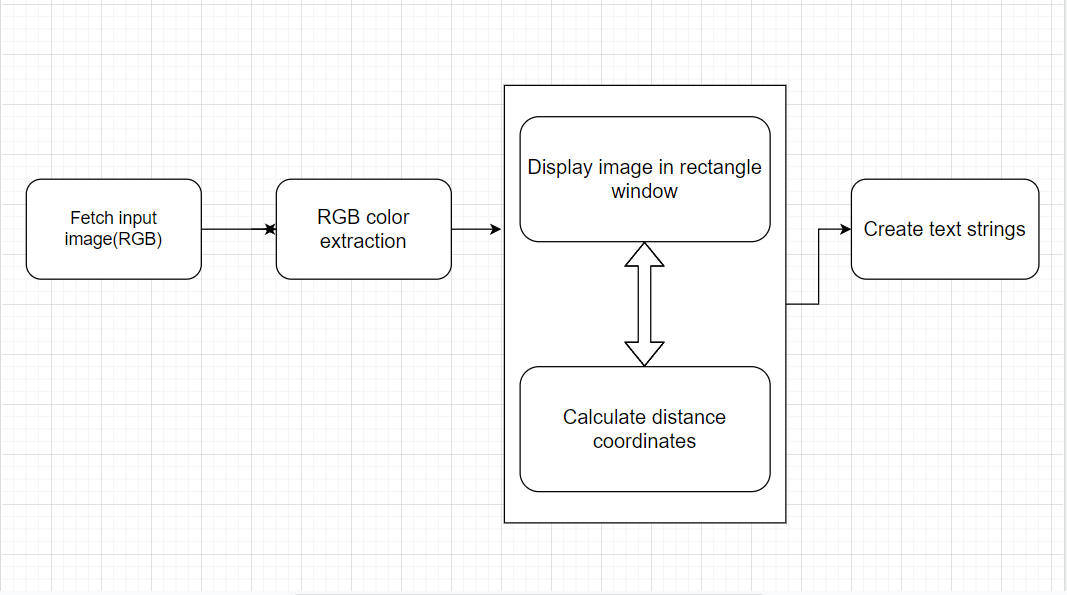 Fetch input
image(RGB)
RGB color
extraction
Display image in rectangle
window
Calculate distance
coordinates
Create text strings